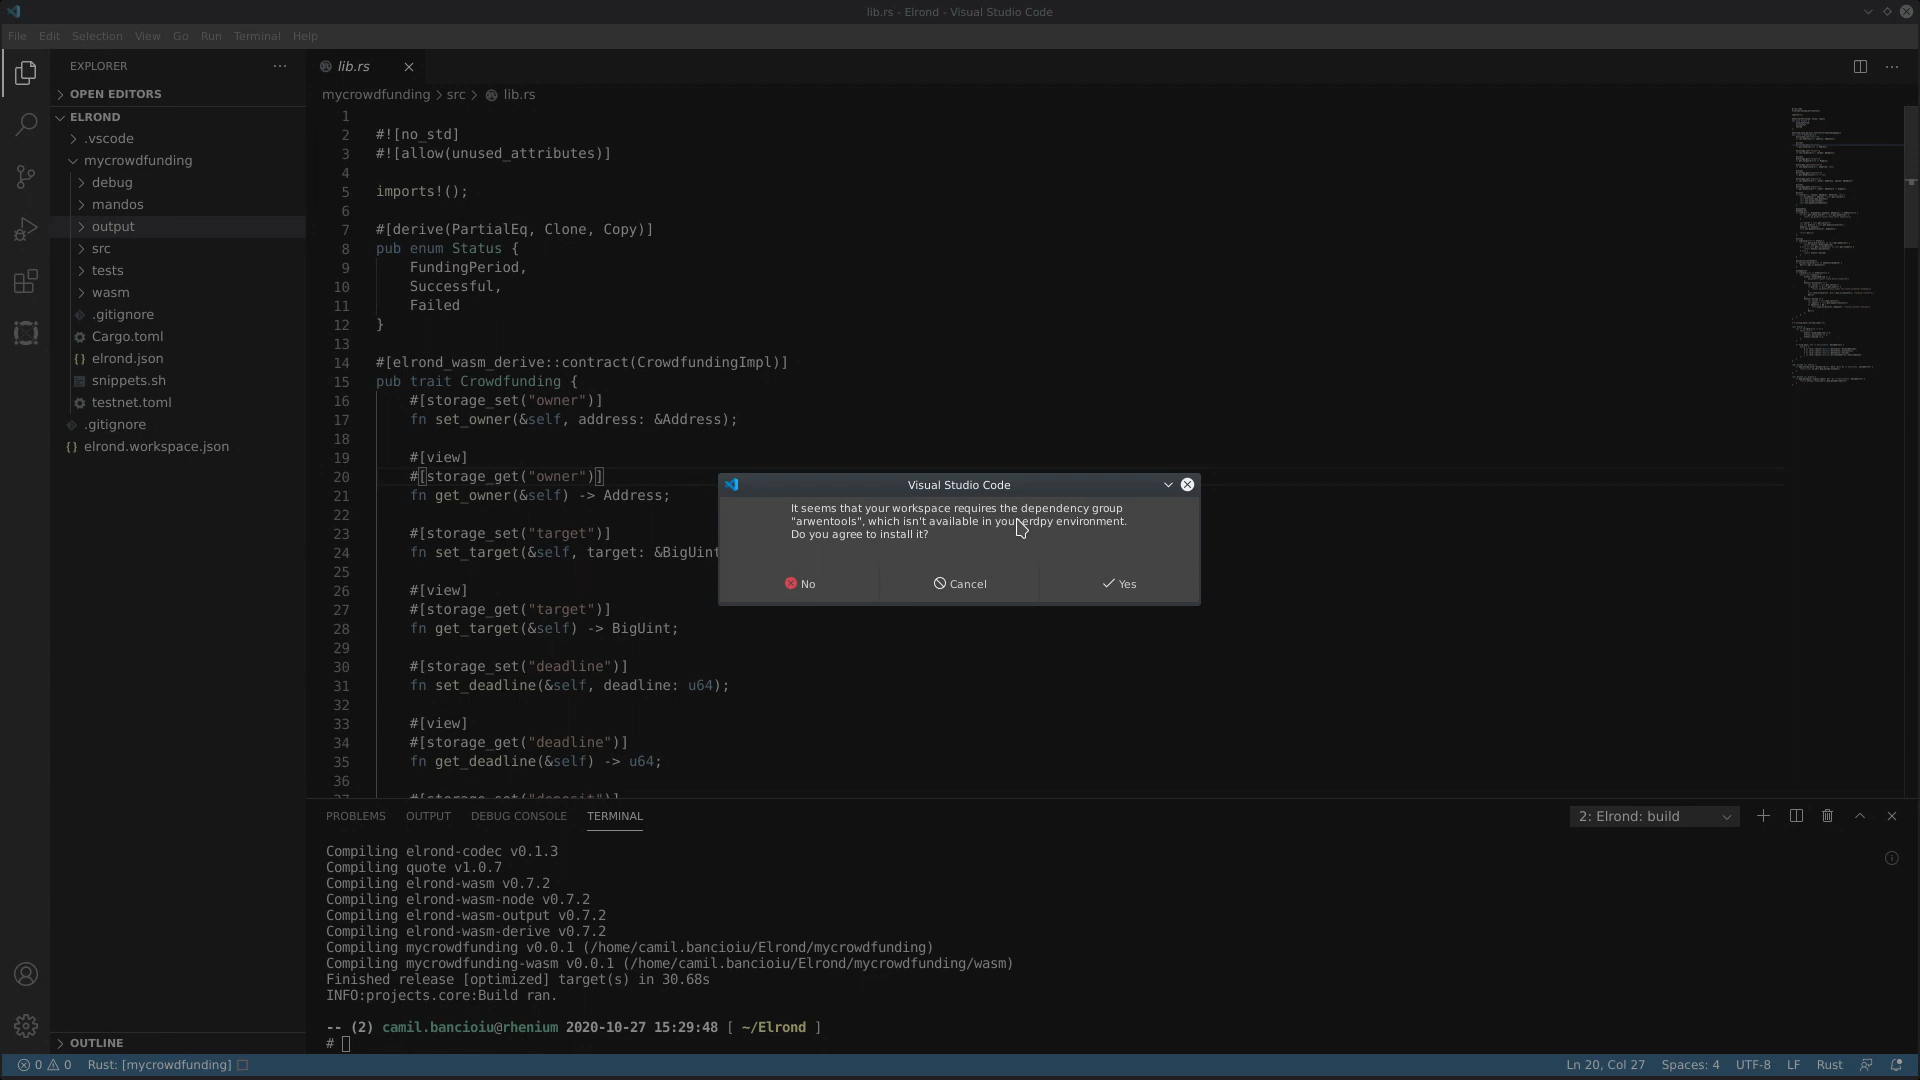 lib.rs - Elrond - Visual Studio Code
File Edit Selection View Go Run Terminal Help
EXPLORER
OPEN EDITORS
ELROND
.vscode
mycrowdfunding
debug
mandos
output
src
tests
wasm
.gitignore
Cargo.toml
elrond.json
snippets.sh
testnet.toml
.gitignore
elrond.workspace.json
OUTLINE
lib.rs
mycrowdfunding > src > lib.rs
1
2 #![no_std]
3 #![allow(unused_attributes)]
4
5 imports!();
6
7 #[derive(PartialEq, Clone, Copy)]
8 pub enum Status {
9 FundingPeriod,
10 Successful,
11 Failed
12 }
13
14 #[elrond_wasm_derive::contract(CrowdfundingImpl)]
15 pub trait Crowdfunding {
16 #[storage_set("owner")]
17 fn set_owner(&self, address: &Address);
18
19 #[view]
20 #[storage_get("owner")]
21 fn get_owner(&self) -> Address;
22
23 #[storage_set("target")]
24 fn set_target(&self, target: &BigUint
25
26 #[view]
27 #[storage_get("target")]
28 fn get_target(&self) -> BigUint;
29
30 #[storage_set("deadline")]
31 fn set_deadline(&self, deadline: u64);
32
33 #[view]
34 #[storage_get("deadline")]
35 fn get_deadline(&self) -> u64;
36
37 #[storage_set("deposit")]
Visual Studio Code
It seems that your workspace requires the dependency group
"arwentools", which isn't available in your erdpy environment.
Do you agree to install it?
No Cancel Yes
PROBLEMS OUTPUT DEBUG CONSOLE TERMINAL 2: Elrond: build
Compiling elrond-codec v0.1.3
Compiling quote v1.0.7
Compiling elrond-wasm v0.7.2
Compiling elrond-wasm-node v0.7.2
Compiling elrond-wasm-output v0.7.2
Compiling elrond-wasm-derive v0.7.2
Compiling mycrowdfunding v0.0.1 (/home/camil.bancioiu/Elrond/mycrowdfunding)
Compiling mycrowdfunding-wasm v0.0.1 (/home/camil.bancioiu/Elrond/mycrowdfunding/wasm)
Finished release [optimized] target(s) in 30.68s
INFO:projects.core:Build ran.
-- (2) camil.bancioiu@rhenium 2020-10-27 15:29:48 [ ~/Elrond ]
#
0 0 Rust: [mycrowdfunding] Ln 20, Col 27 Spaces: 4 UTF-8 LF Rust